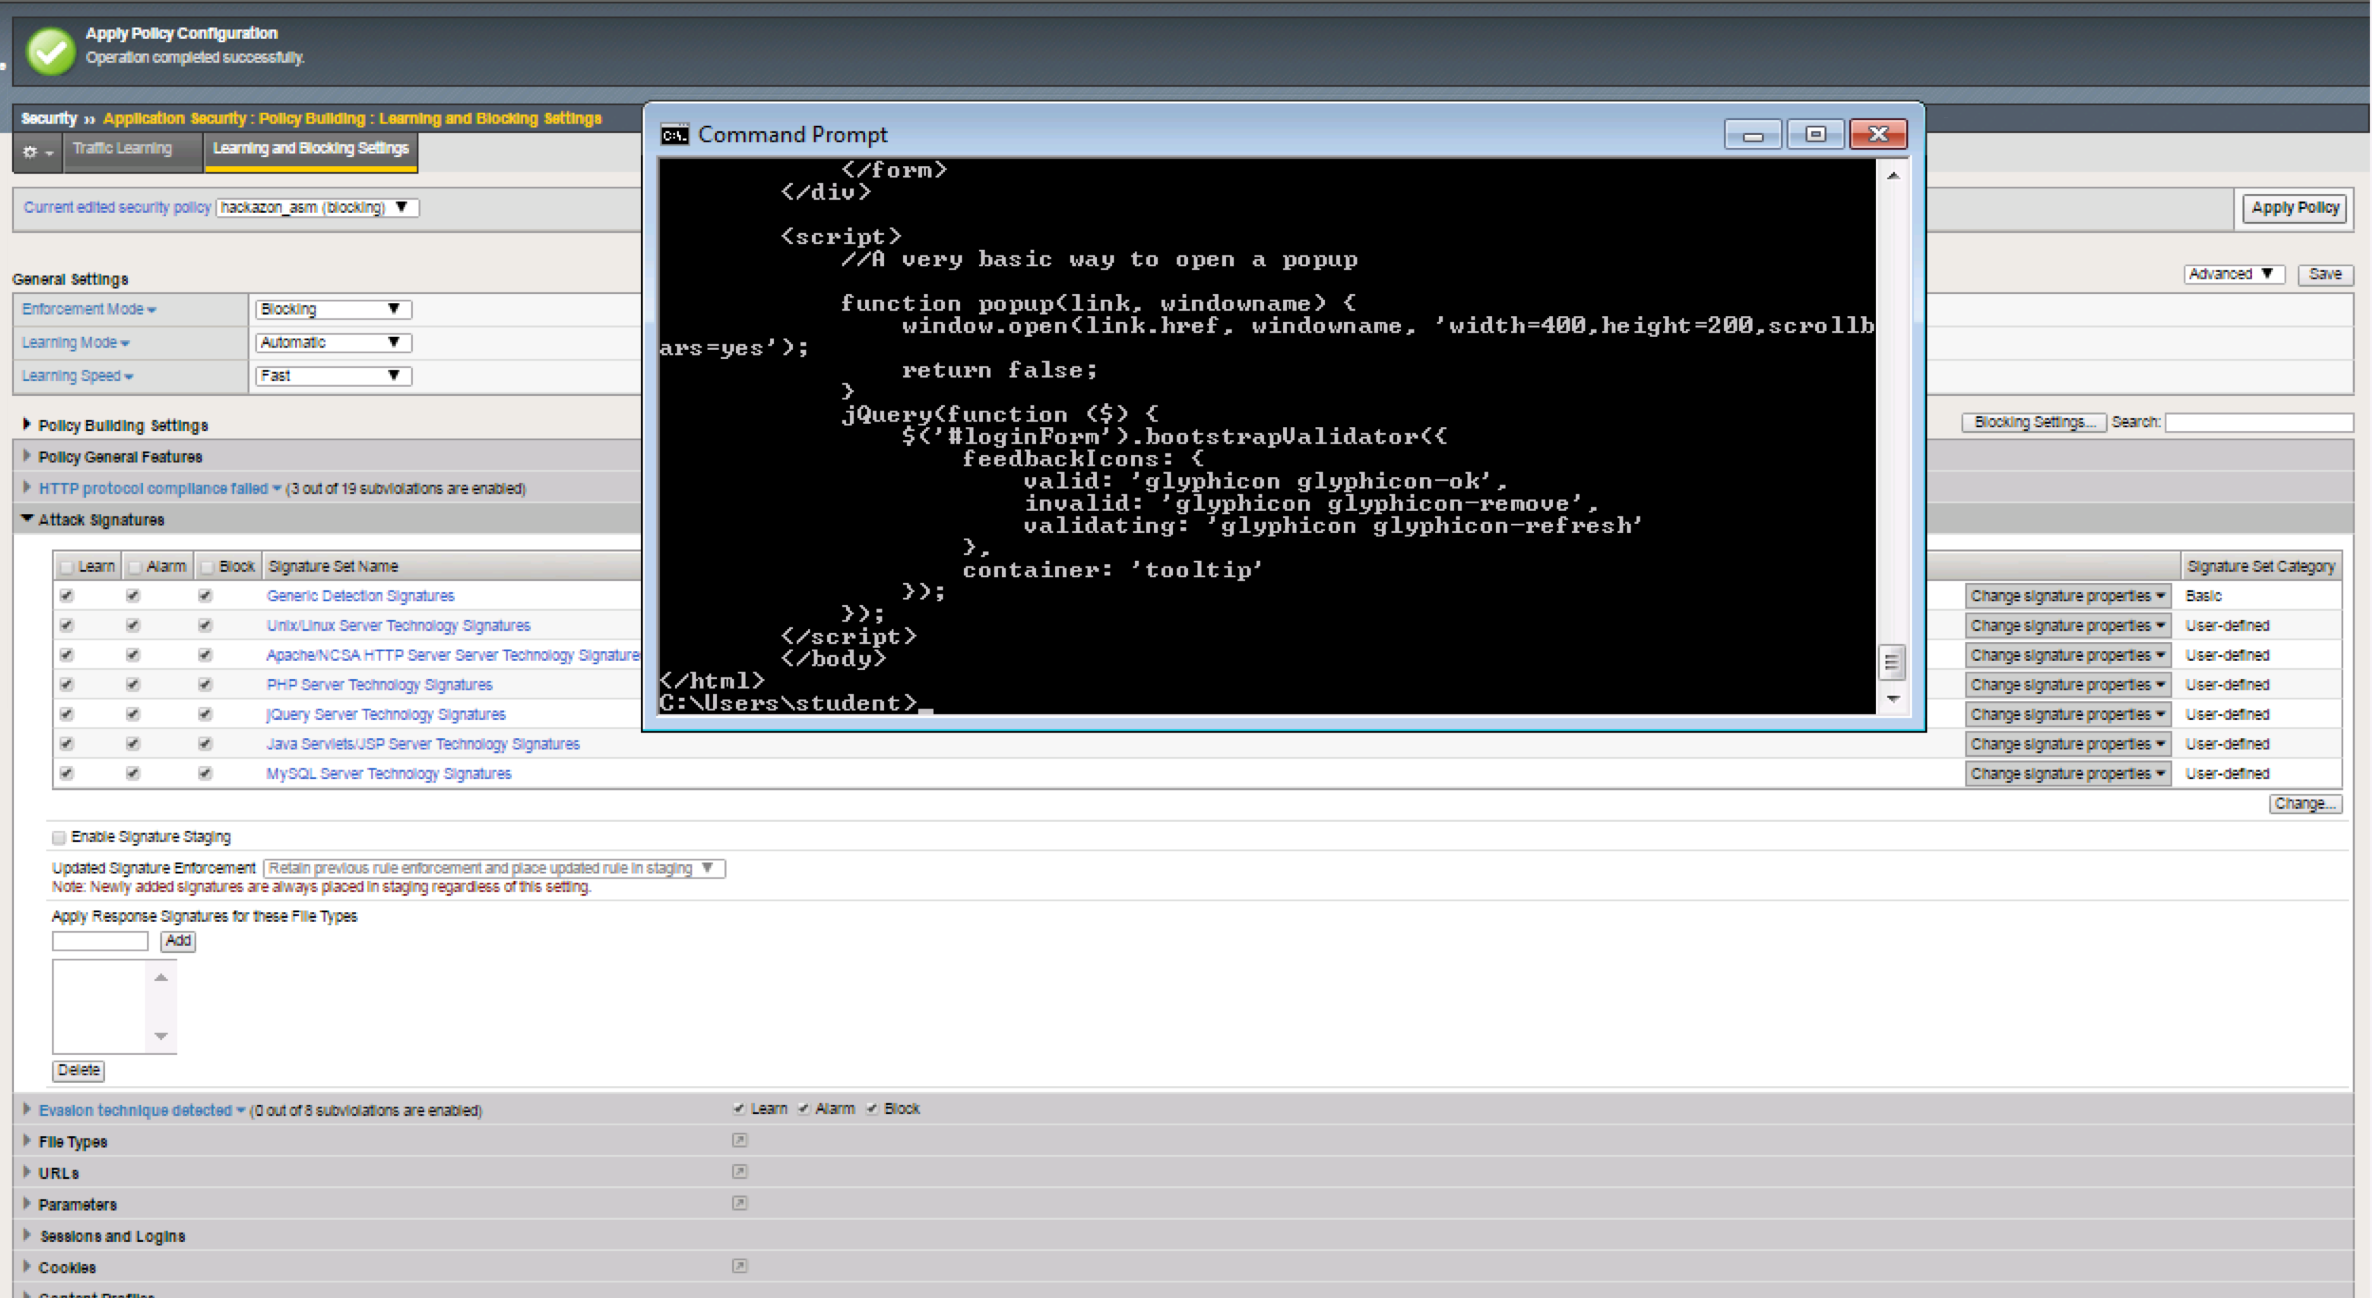 Apply Policy Configuration
Operation completed successfully.
Security ›› Application Security : Policy Building : Learning and Blocking Settings
Traffic Learning
Learning and Blocking Settings
Current edited security policy hackazon_asm (blocking) ▼
Apply Policy
General Settings
Advanced ▼ Save
Enforcement Mode Blocking ▼
Learning Mode Automatic ▼
Learning Speed Fast ▼
Policy Building Settings
Blocking Settings... Search:
Policy General Features
HTTP protocol compliance failed (3 out of 19 subviolations are enabled)
Attack Signatures
Learn Alarm Block Signature Set Name Signature Set Category
Generic Detection Signatures Change signature properties Basic
Unix/Linux Server Technology Signatures Change signature properties User-defined
Apache/NCSA HTTP Server Server Technology Signature Change signature properties User-defined
PHP Server Technology Signatures Change signature properties User-defined
jQuery Server Technology Signatures Change signature properties User-defined
Java Servlets/JSP Server Technology Signatures Change signature properties User-defined
MySQL Server Technology Signatures Change signature properties User-defined
Change...
Command Prompt
</form>
</div>
<script>
//A very basic way to open a popup
function popup(link, windowname) {
window.open(link.href, windowname, 'width=400,height=200,scrollb
ars=yes');
return false;
}
jQuery(function ($) {
$('#loginForm').bootstrapValidator({
feedbackIcons: {
valid: 'glyphicon glyphicon-ok',
invalid: 'glyphicon glyphicon-remove',
validating: 'glyphicon glyphicon-refresh'
},
container: 'tooltip'
});
});
</script>
</body>
</html>
C:\Users\student>_
Enable Signature Staging
Updated Signature Enforcement Retain previous rule enforcement and place updated rule in staging ▼
Note: Newly added signatures are always placed in staging regardless of this setting.
Apply Response Signatures for these File Types
Add
Delete
Evasion technique detected (0 out of 8 subviolations are enabled) Learn Alarm Block
File Types
URLs
Parameters
Sessions and Logins
Cookies
Content Profiles